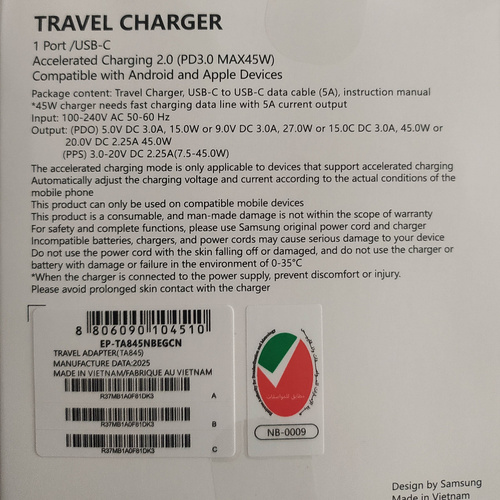 TRAVEL CHARGER
1 Port /USB-C
Accelerated Charging 2.0 (PD3.0 MAX45W)
Compatible with Android and Apple Devices
Package content: Travel Charger, USB-C to USB-C data cable (5A), instruction manual
*45W charger needs fast charging data line with 5A current output
Input: 100-240V AC 50-60 Hz
Output: (PDO) 5.0V DC 3.0A, 15.0W or 9.0V DC 3.0A, 27.0W or 15.0C DC 3.0A, 45.0W or
20.0V DC 2.25A 45.0W
(PPS) 3.0-20V DC 2.25A(7.5-45.0W)
The accelerated charging mode is only applicable to devices that support accelerated charging
Automatically adjust the charging voltage and current according to the actual conditions of the
mobile phone
This product can only be used on compatible mobile devices
This product is a consumable, and man-made damage is not within the scope of warranty
For safety and complete functions, please use Samsung original power cord and charger
Incompatible batteries, chargers, and power cords may cause serious damage to your device
Do not use the power cord with the skin falling off or damaged, and do not use the charger or
battery with damage or failure in the environment of 0-35°C
*When the charger is connected to the power supply, prevent discomfort or injury.
Please avoid prolonged skin contact with the charger
8 806090 104510
EP-TA845NBEGCN
TRAVEL ADAPTER(TA845)
MANUFACTURE DATA:2025
MADE IN VIETNAM/FABRIQUE AU VIETNAM
R37MB1A0F81DK3 A
R37MB1A0F81DK3 B
R37MB1A0F81DK3 C
NB-0009
Design by Samsung
Made in Vietnam